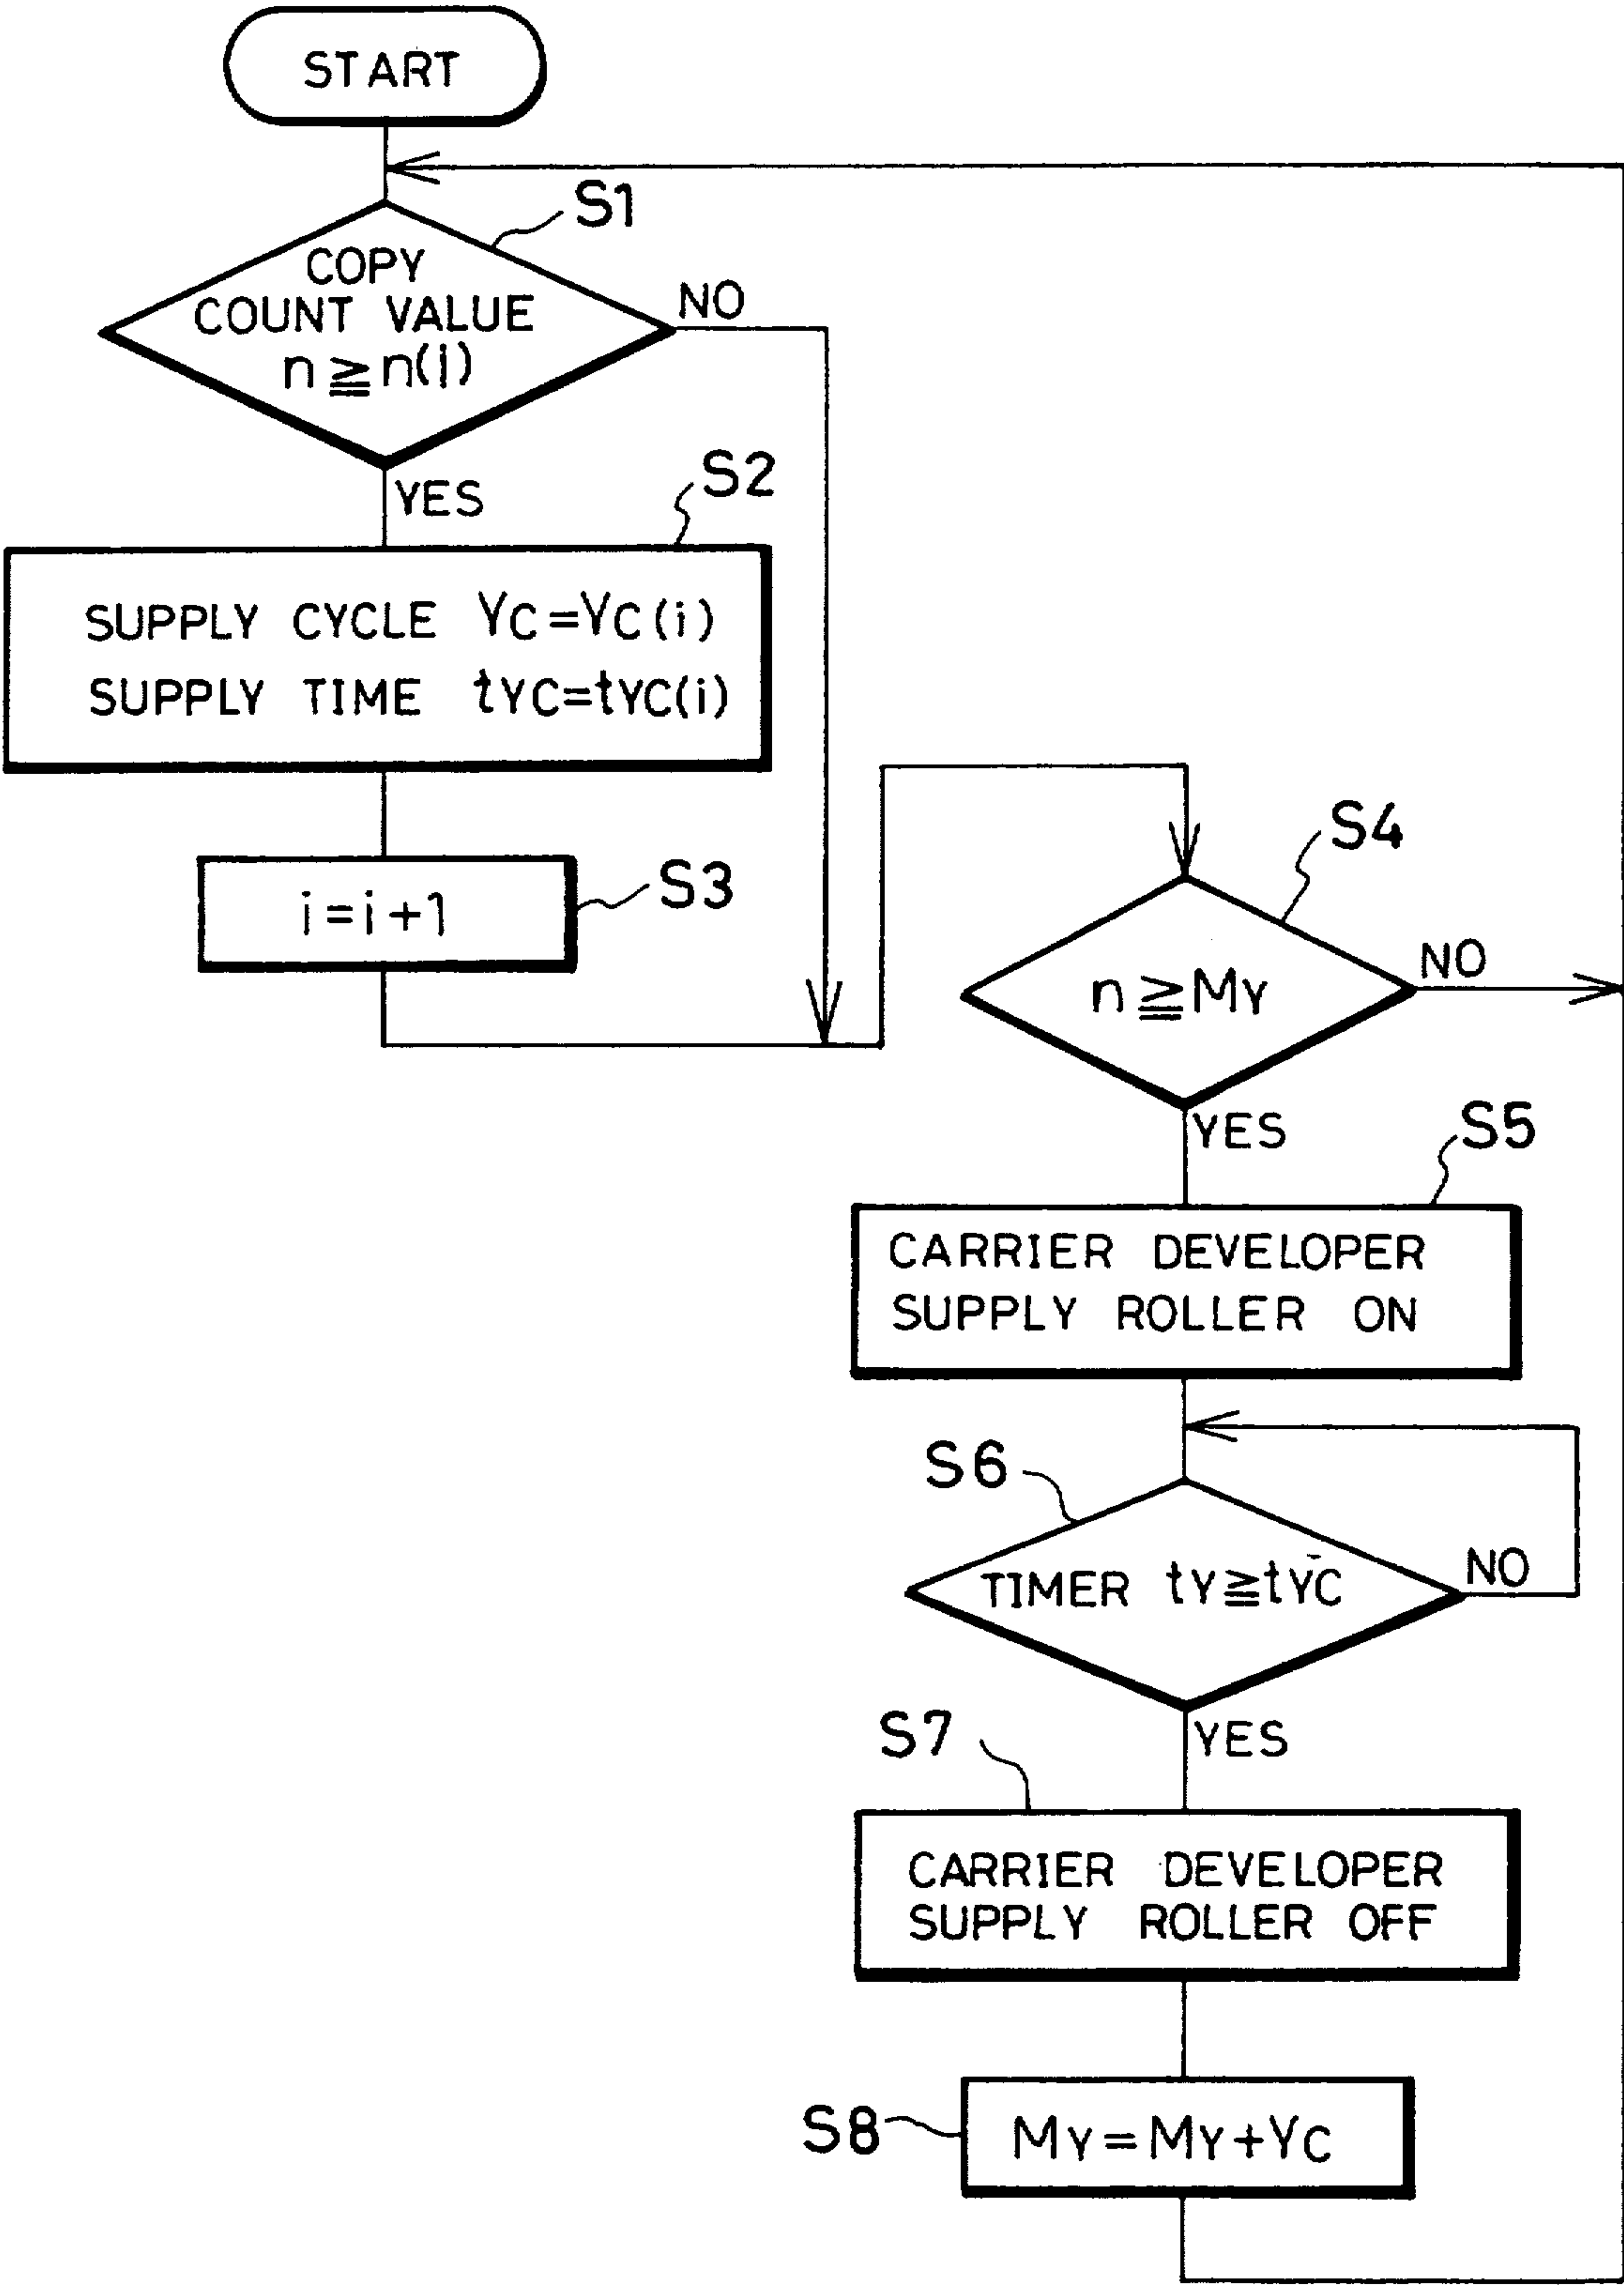 START
S1
COPY
COUNT VALUE
n ≧ n(i)
NO
YES
S2
SUPPLY CYCLE YC=YC(i)
SUPPLY TIME tYC=tYC(i)
S3
i=i+1
S4
n ≧ MY
NO
YES
S5
CARRIER DEVELOPER
SUPPLY ROLLER ON
S6
TIMER tY≧tYC
NO
YES
S7
CARRIER DEVELOPER
SUPPLY ROLLER OFF
S8
MY=MY+YC